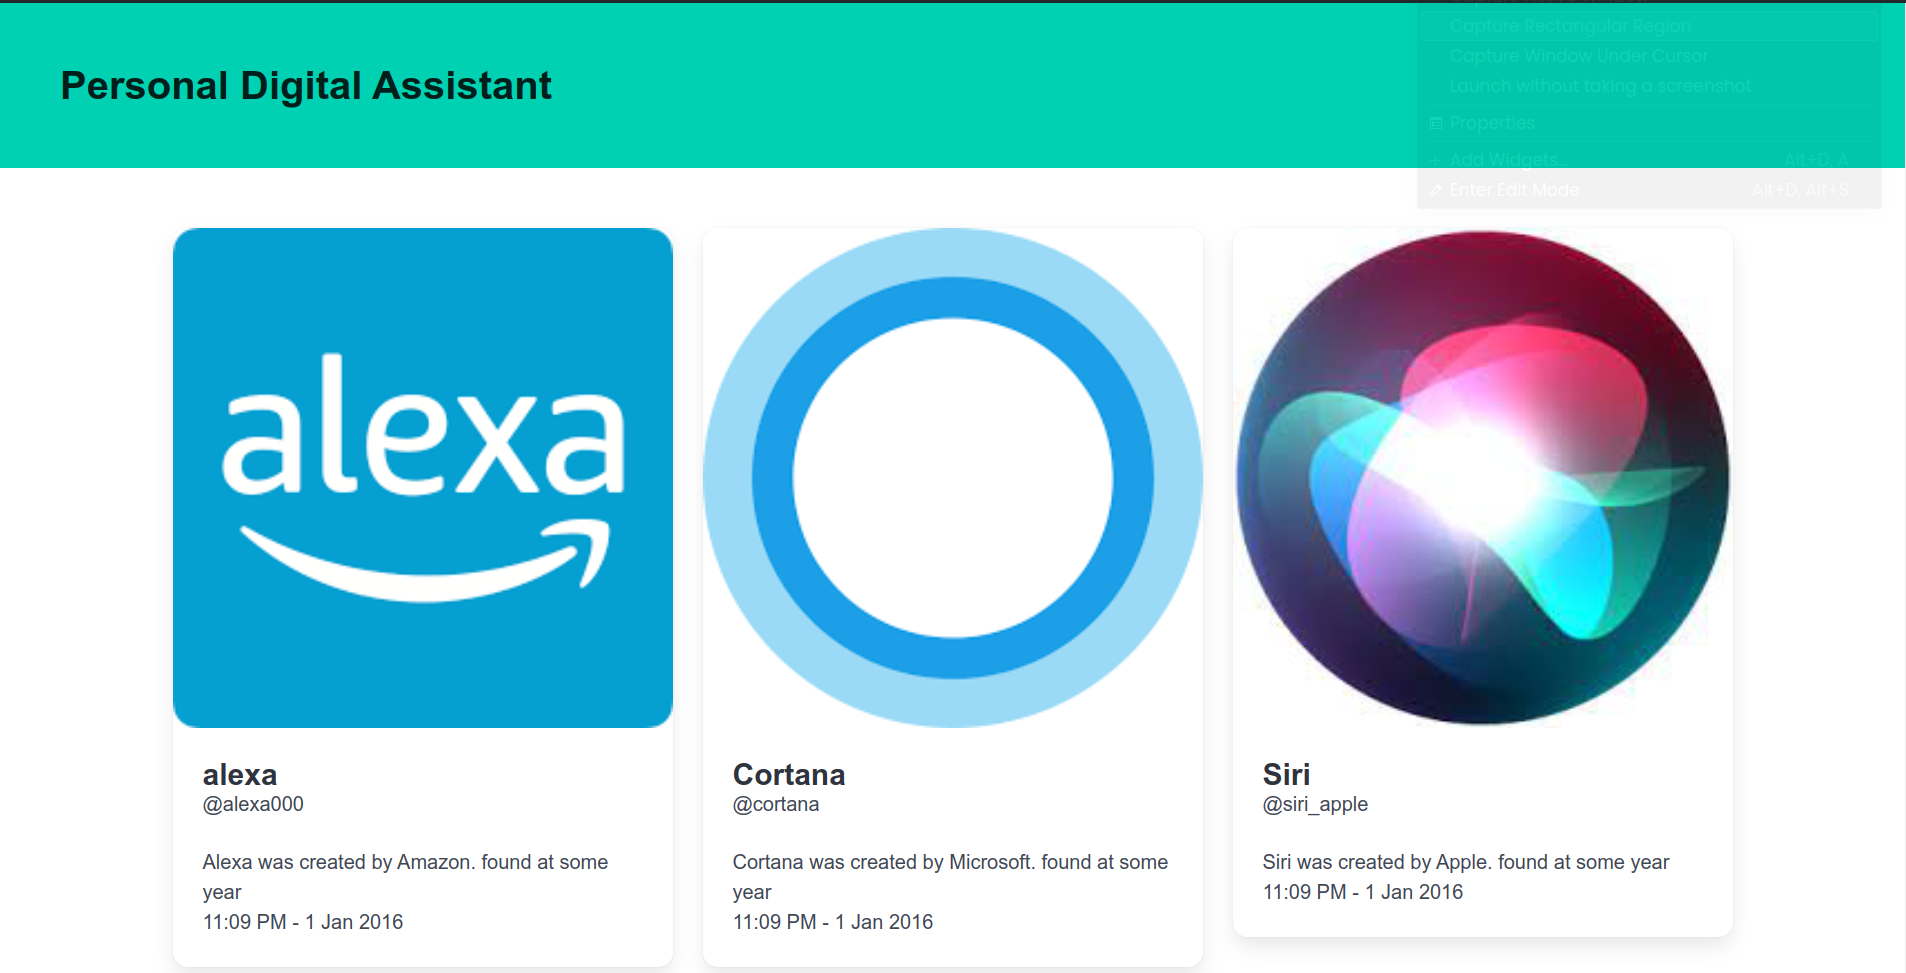 Capture Rectangular Region
Capture Window Under Cursor
Launch without taking a screenshot
Properties
Add Widgets... Alt+D, A
Enter Edit Mode Alt+D, Alt+S
Personal Digital Assistant
alexa
alexa
@alexa000
Alexa was created by Amazon. found at some
year
11:09 PM - 1 Jan 2016
Cortana
@cortana
Cortana was created by Microsoft. found at some
year
11:09 PM - 1 Jan 2016
Siri
@siri_apple
Siri was created by Apple. found at some year
11:09 PM - 1 Jan 2016